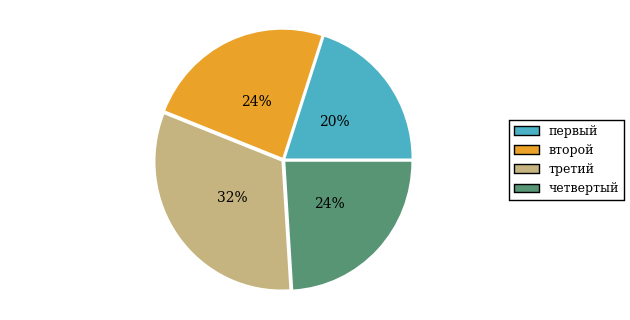 24%
20%
32%
24%
первый
второй
третий
четвертый